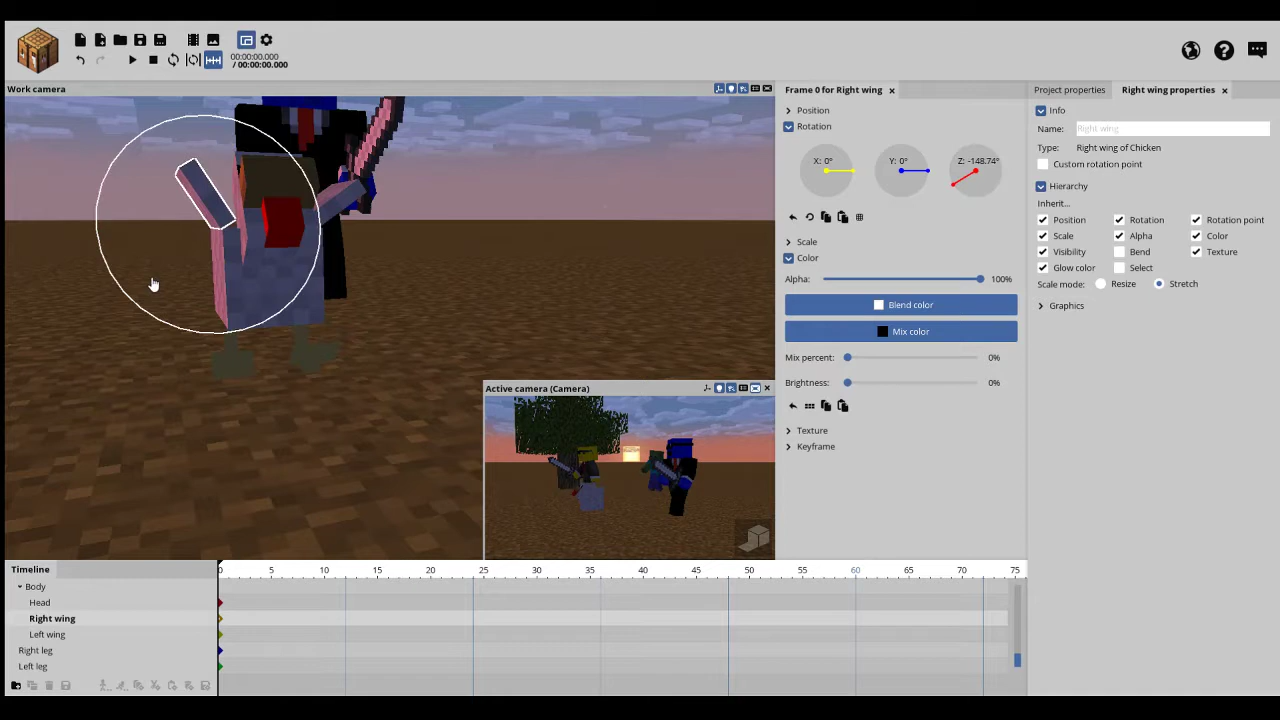 00:00:00.000
/ 00:00:00.000
Work camera
Frame 0 for Right wing
Position
Rotation
X: 0°
Y: 0°
Z: -148.74°
Scale
Color
Alpha:
100%
Blend color
Mix color
Mix percent:
0%
Brightness:
0%
Texture
Keyframe
Project properties
Right wing properties
Info
Name:
Right wing
Type:
Right wing of Chicken
Custom rotation point
Hierarchy
Inherit...
Position
Rotation
Rotation point
Scale
Alpha
Color
Visibility
Bend
Texture
Glow color
Select
Scale mode:
Resize
Stretch
Graphics
Active camera (Camera)
Timeline
0
5
10
15
20
25
30
35
40
45
50
55
60
65
70
75
Body
Head
Right wing
Left wing
Right leg
Left leg